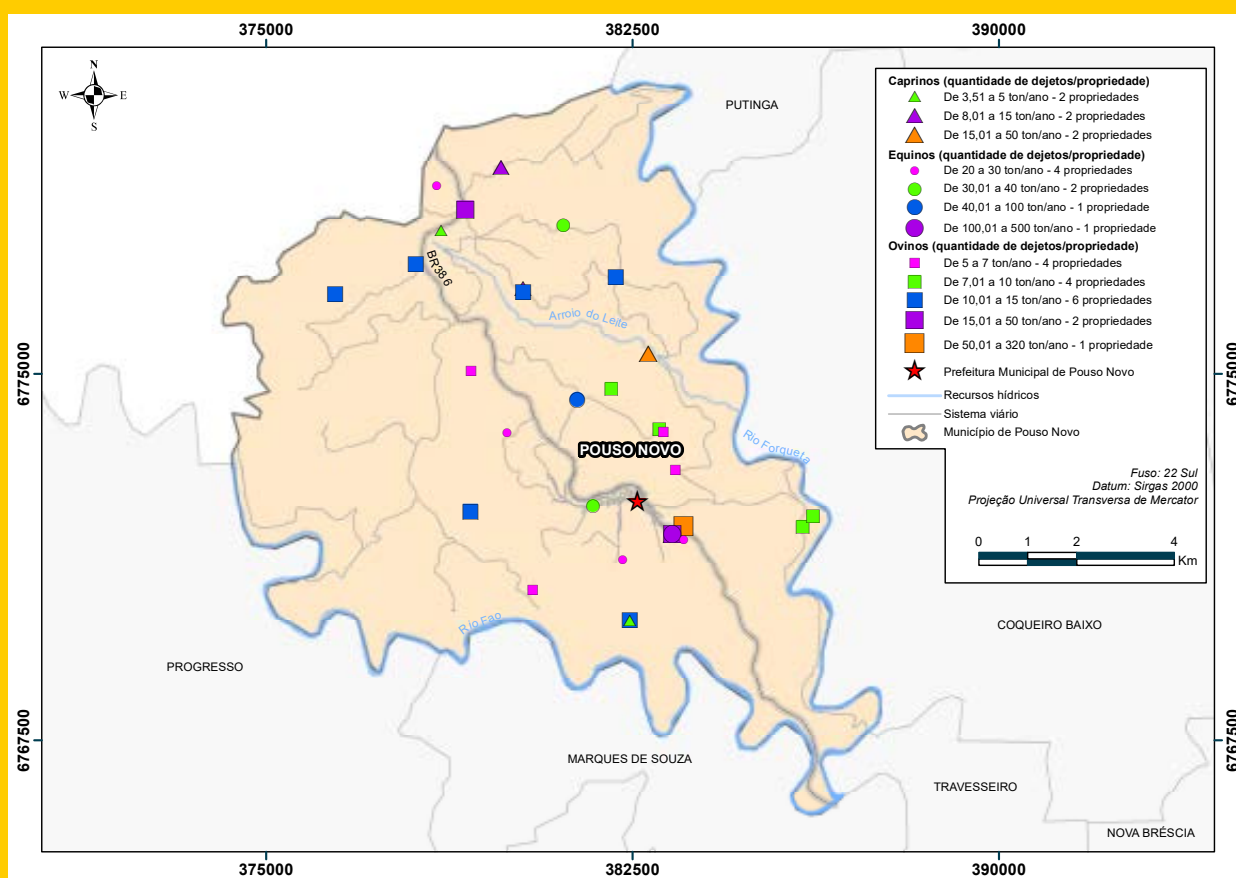 375000
382500
390000
N
W
E
S
PUTINGA
Caprinos (quantidade de dejetos/propriedade)
De 3,51 a 5 ton/ano - 2 propriedades
De 8,01 a 15 ton/ano - 2 propriedades
De 15,01 a 50 ton/ano - 2 propriedades
Equinos (quantidade de dejetos/propriedade)
De 20 a 30 ton/ano - 4 propriedades
De 30,01 a 40 ton/ano - 2 propriedades
De 40,01 a 100 ton/ano - 1 propriedade
De 100,01 a 500 ton/ano - 1 propriedade
Ovinos (quantidade de dejetos/propriedade)
De 5 a 7 ton/ano - 4 propriedades
De 7,01 a 10 ton/ano - 4 propriedades
De 10,01 a 15 ton/ano - 6 propriedades
De 15,01 a 50 ton/ano - 2 propriedades
De 50,01 a 320 ton/ano - 1 propriedade
Prefeitura Municipal de Pouso Novo
Recursos hídricos
Sistema viário
Município de Pouso Novo
Fuso: 22 Sul
Datum: Sirgas 2000
Projeção Universal Transversa de Mercator
0 1 2 4
Km
BR386
Arroio do Leite
6775000
6775000
Rio Forqueta
POUSO NOVO
Rio Fao
COQUEIRO BAIXO
PROGRESSO
6767500
6767500
MARQUES DE SOUZA
TRAVESSEIRO
NOVA BRÉSCIA
375000
382500
390000